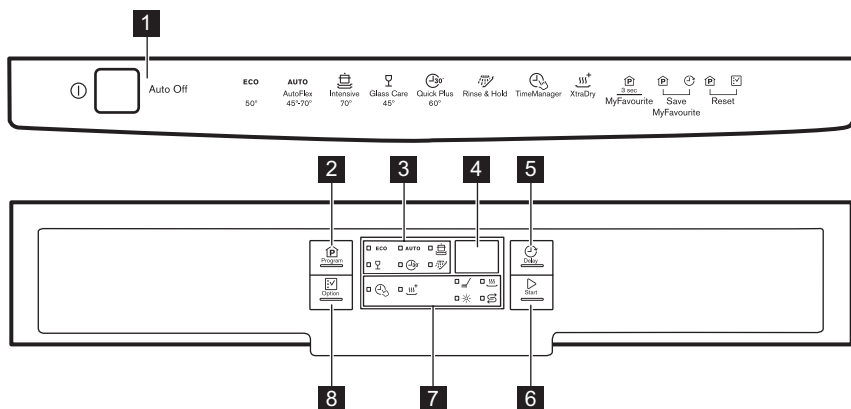 1
Auto Off
ECO
50°
AUTO
AutoFlex
45°-70°
Intensive
70°
Glass Care
45°
30'
Quick Plus
60°
Rinse & Hold
TimeManager
+
XtraDry
P
3 sec
MyFavourite
P
Save
MyFavourite
P
Reset
2
3
4
5
P
Program
ECO
AUTO
30'
Delay
Option
+
Start
8
7
6